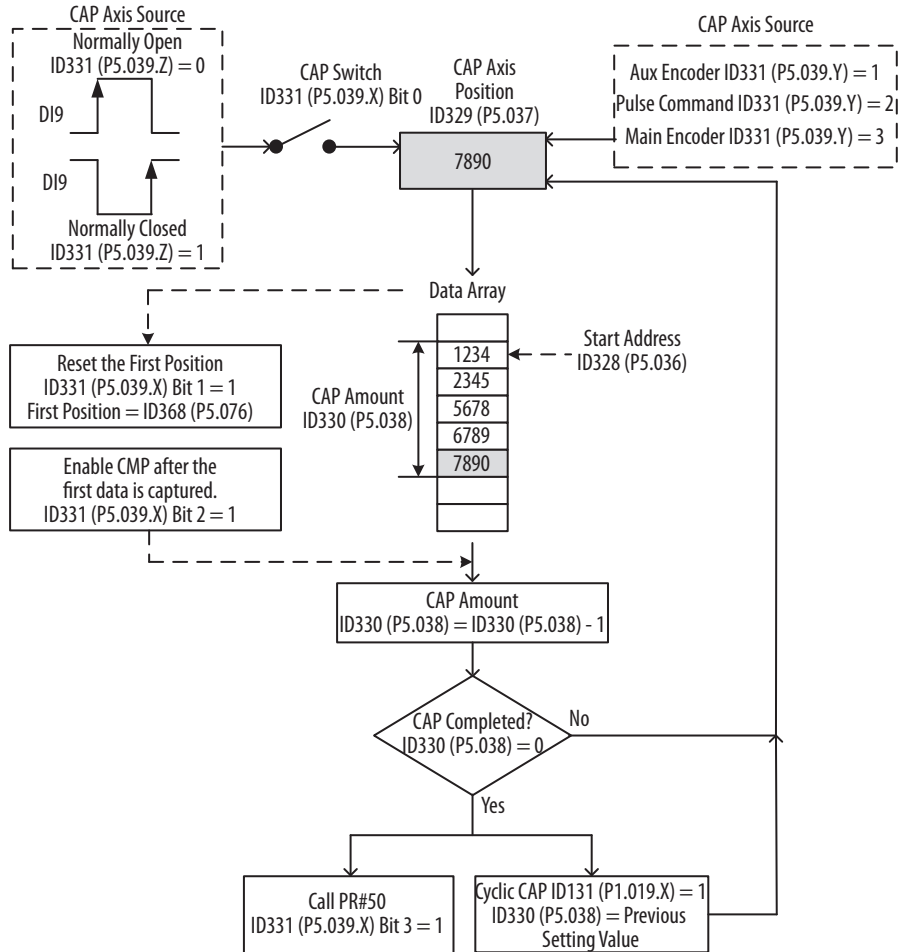 CAP Axis Source
Normally Open
ID331 (P5.039.Z) = 0
DI9
DI9
Normally Closed
ID331 (P5.039.Z) = 1
CAP Switch
ID331 (P5.039.X) Bit 0
CAP Axis
Position
ID329 (P5.037)
7890
CAP Axis Source
Aux Encoder ID331 (P5.039.Y) = 1
Pulse Command ID331 (P5.039.Y) = 2
Main Encoder ID331 (P5.039.Y) = 3
Data Array
Reset the First Position
ID331 (P5.039.X) Bit 1 = 1
First Position = ID368 (P5.076)
CAP Amount
ID330 (P5.038)
1234
2345
5678
6789
7890
Start Address
ID328 (P5.036)
Enable CMP after the
first data is captured.
ID331 (P5.039.X) Bit 2 = 1
CAP Amount
ID330 (P5.038) = ID330 (P5.038) - 1
CAP Completed?
ID330 (P5.038) = 0
No
Yes
Call PR#50
ID331 (P5.039.X) Bit 3 = 1
Cyclic CAP ID131 (P1.019.X) = 1
ID330 (P5.038) = Previous
Setting Value